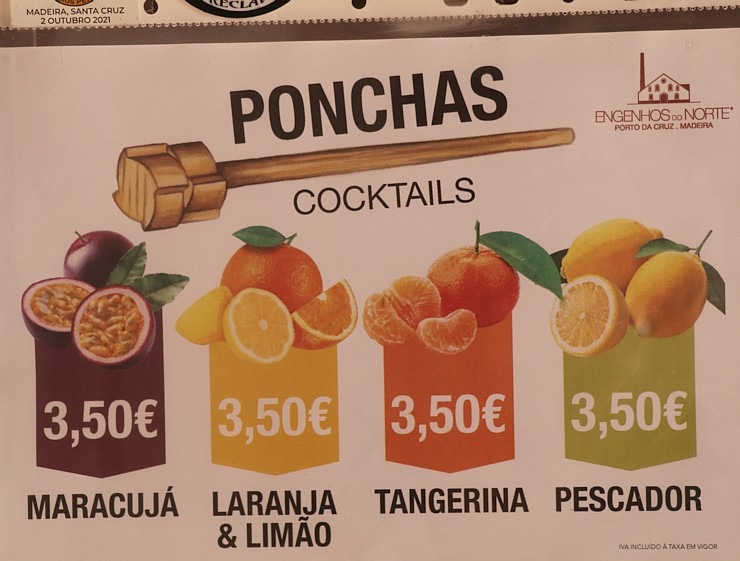 MADEIRA, SANTA CRUZ
2 OUTUBRO 2021
PONCHAS
COCKTAILS
ENGENHOS DO NORTE
PORTO DA CRUZ . MADEIRA
3,50€
3,50€
3,50€
3,50€
MARACUJÁ
LARANJA
& LIMÃO
TANGERINA
PESCADOR
IVA INCLUÍDO À TAXA EM VIGOR